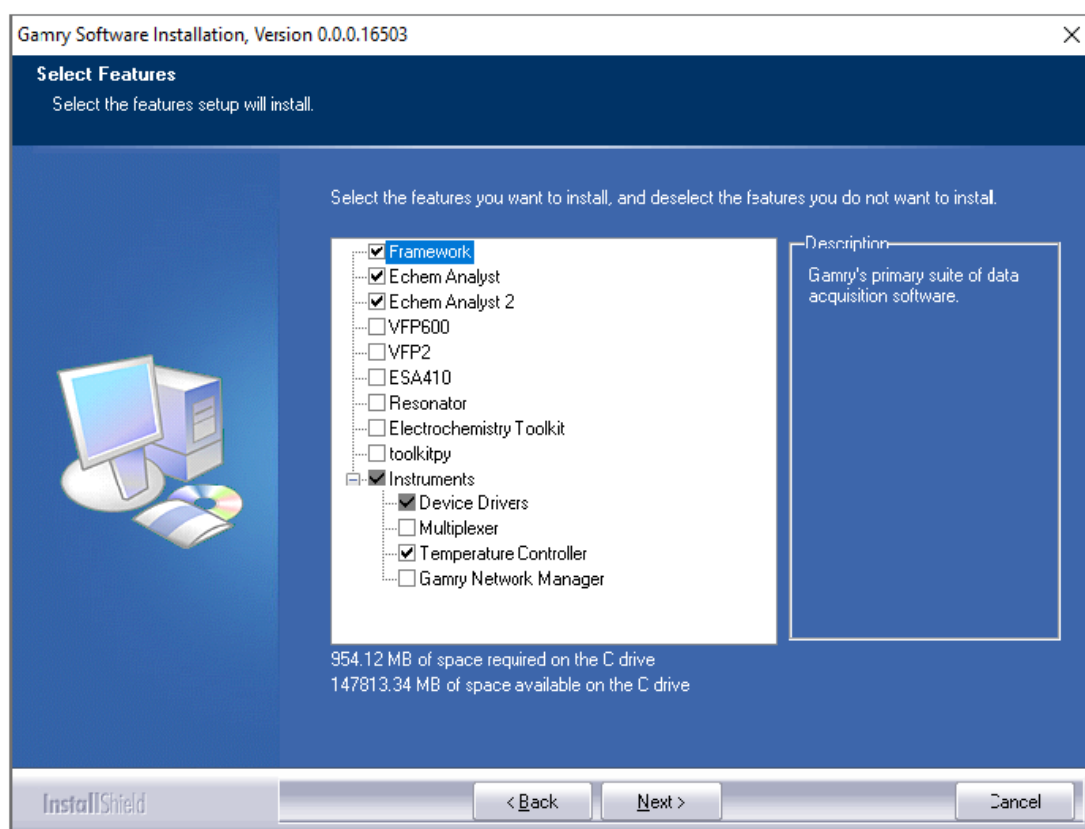 Gamry Software Installation, Version 0.0.0.16503
Select Features
Select the features setup will install.
Select the features you want to install, and deselect the features you do not want to install.
Framework
Echem Analyst
Echem Analyst 2
VFP600
VFP2
ESA410
Resonator
Electrochemistry Toolkit
toolkitpy
Instruments
Device Drivers
Multiplexer
Temperature Controller
Gamry Network Manager
Description
Gamry's primary suite of data
acquisition software.
954.12 MB of space required on the C drive
147813.34 MB of space available on the C drive
InstallShield
< Back
Next >
Cancel